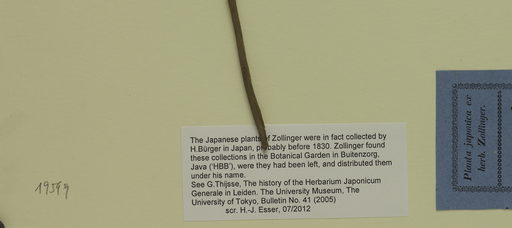 The Japanese plants of Zollinger were in fact collected by
H.Bürger in Japan, probably before 1830. Zollinger found
these collections in the Botanical Garden in Buitenzorg,
Java ('HBB'), were they had been left, and distributed them
under his name.
See G.Thijsse, The history of the Herbarium Japonicum
Generale in Leiden. The University Museum, The
University of Tokyo, Bulletin No. 41 (2005)
scr. H.-J. Esser, 07/2012
Planta japonica ex
herb. Zollinger.